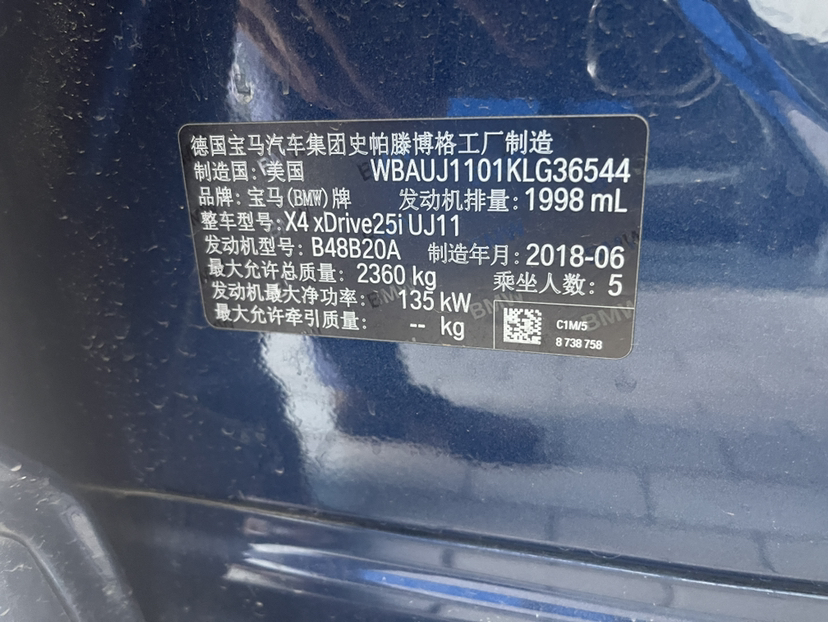 德国宝马汽车集团史帕滕博格工厂制造
制造国: 美国 WBAUJ1101KLG36544
品牌: 宝马(BMW)牌 发动机排量: 1998 mL
整车型号: X4 xDrive25i UJ11
发动机型号: B48B20A 制造年月: 2018-06
最大允许总质量: 2360 kg 乘坐人数: 5
发动机最大净功率: 135 kW
最大允许牵引质量: -- kg
C1M/5
8 738 758